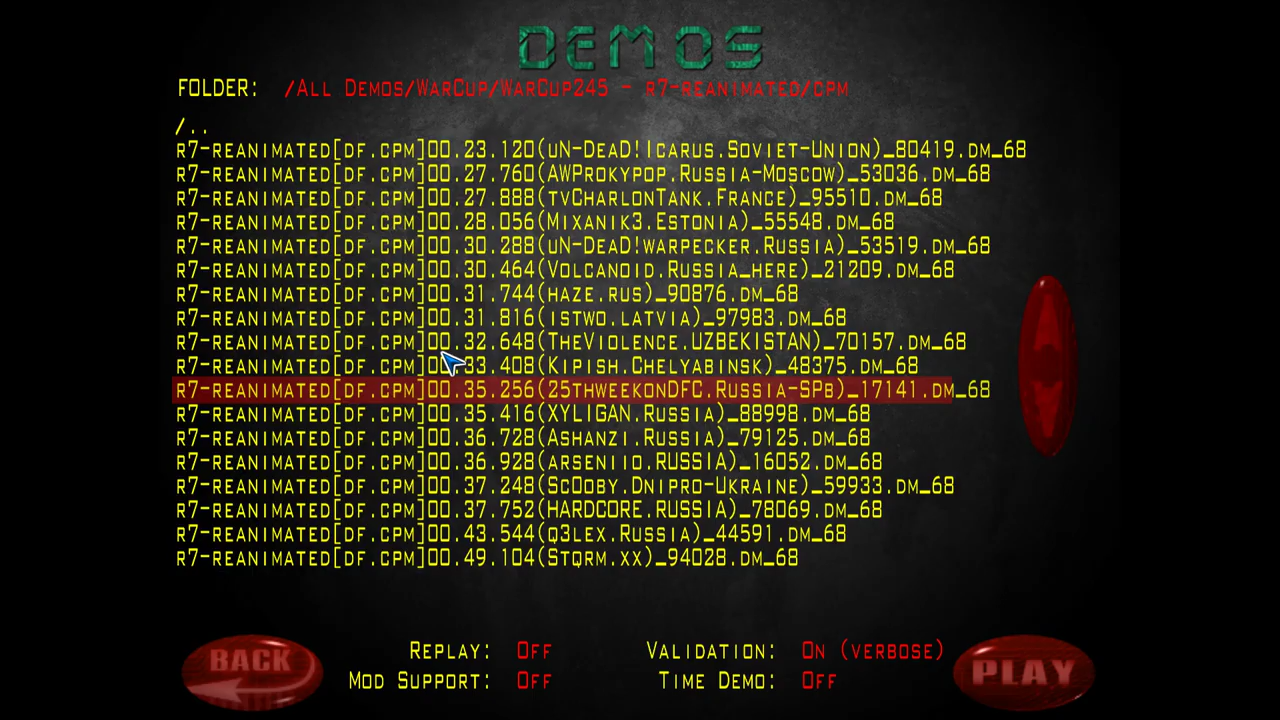 DEMOS
FOLDER: /All Demos/WarCup/WarCup245 - r7-reanimated/cpm
/..
r7-reanimated[df.cpm]00.23.120(uN-DeaD!Icarus.Soviet-Union)_80419.dm_68
r7-reanimated[df.cpm]00.27.760(AWProkypop.Russia-Moscow)_53036.dm_68
r7-reanimated[df.cpm]00.27.888(tvCharlonTank.France)_95510.dm_68
r7-reanimated[df.cpm]00.28.056(Mixanik3.Estonia)_55548.dm_68
r7-reanimated[df.cpm]00.30.288(uN-DeaD!warpecker.Russia)_53519.dm_68
r7-reanimated[df.cpm]00.30.464(Volcanoid.Russia_here)_21209.dm_68
r7-reanimated[df.cpm]00.31.744(haze.rus)_90876.dm_68
r7-reanimated[df.cpm]00.31.816(istwo.latvia)_97983.dm_68
r7-reanimated[df.cpm]00.32.648(TheViolence.UZBEKISTAN)_70157.dm_68
r7-reanimated[df.cpm]00.33.408(Kipish.Chelyabinsk)_48375.dm_68
r7-reanimated[df.cpm]00.35.256(25thweekonDFC.Russia-SPb)_17141.dm_68
r7-reanimated[df.cpm]00.35.416(XYLIGAN.Russia)_88998.dm_68
r7-reanimated[df.cpm]00.36.728(Ashanzi.Russia)_79125.dm_68
r7-reanimated[df.cpm]00.36.928(arseniio.RUSSIA)_16052.dm_68
r7-reanimated[df.cpm]00.37.248(Sc0oby.Dnipro-Ukraine)_59933.dm_68
r7-reanimated[df.cpm]00.37.752(HARDCORE.RUSSIA)_78069.dm_68
r7-reanimated[df.cpm]00.43.544(q3lex.Russia)_44591.dm_68
r7-reanimated[df.cpm]00.49.104(Stqrm.xx)_94028.dm_68
Replay: Off
Validation: On (verbose)
Mod Support: Off
Time Demo: Off
BACK
PLAY